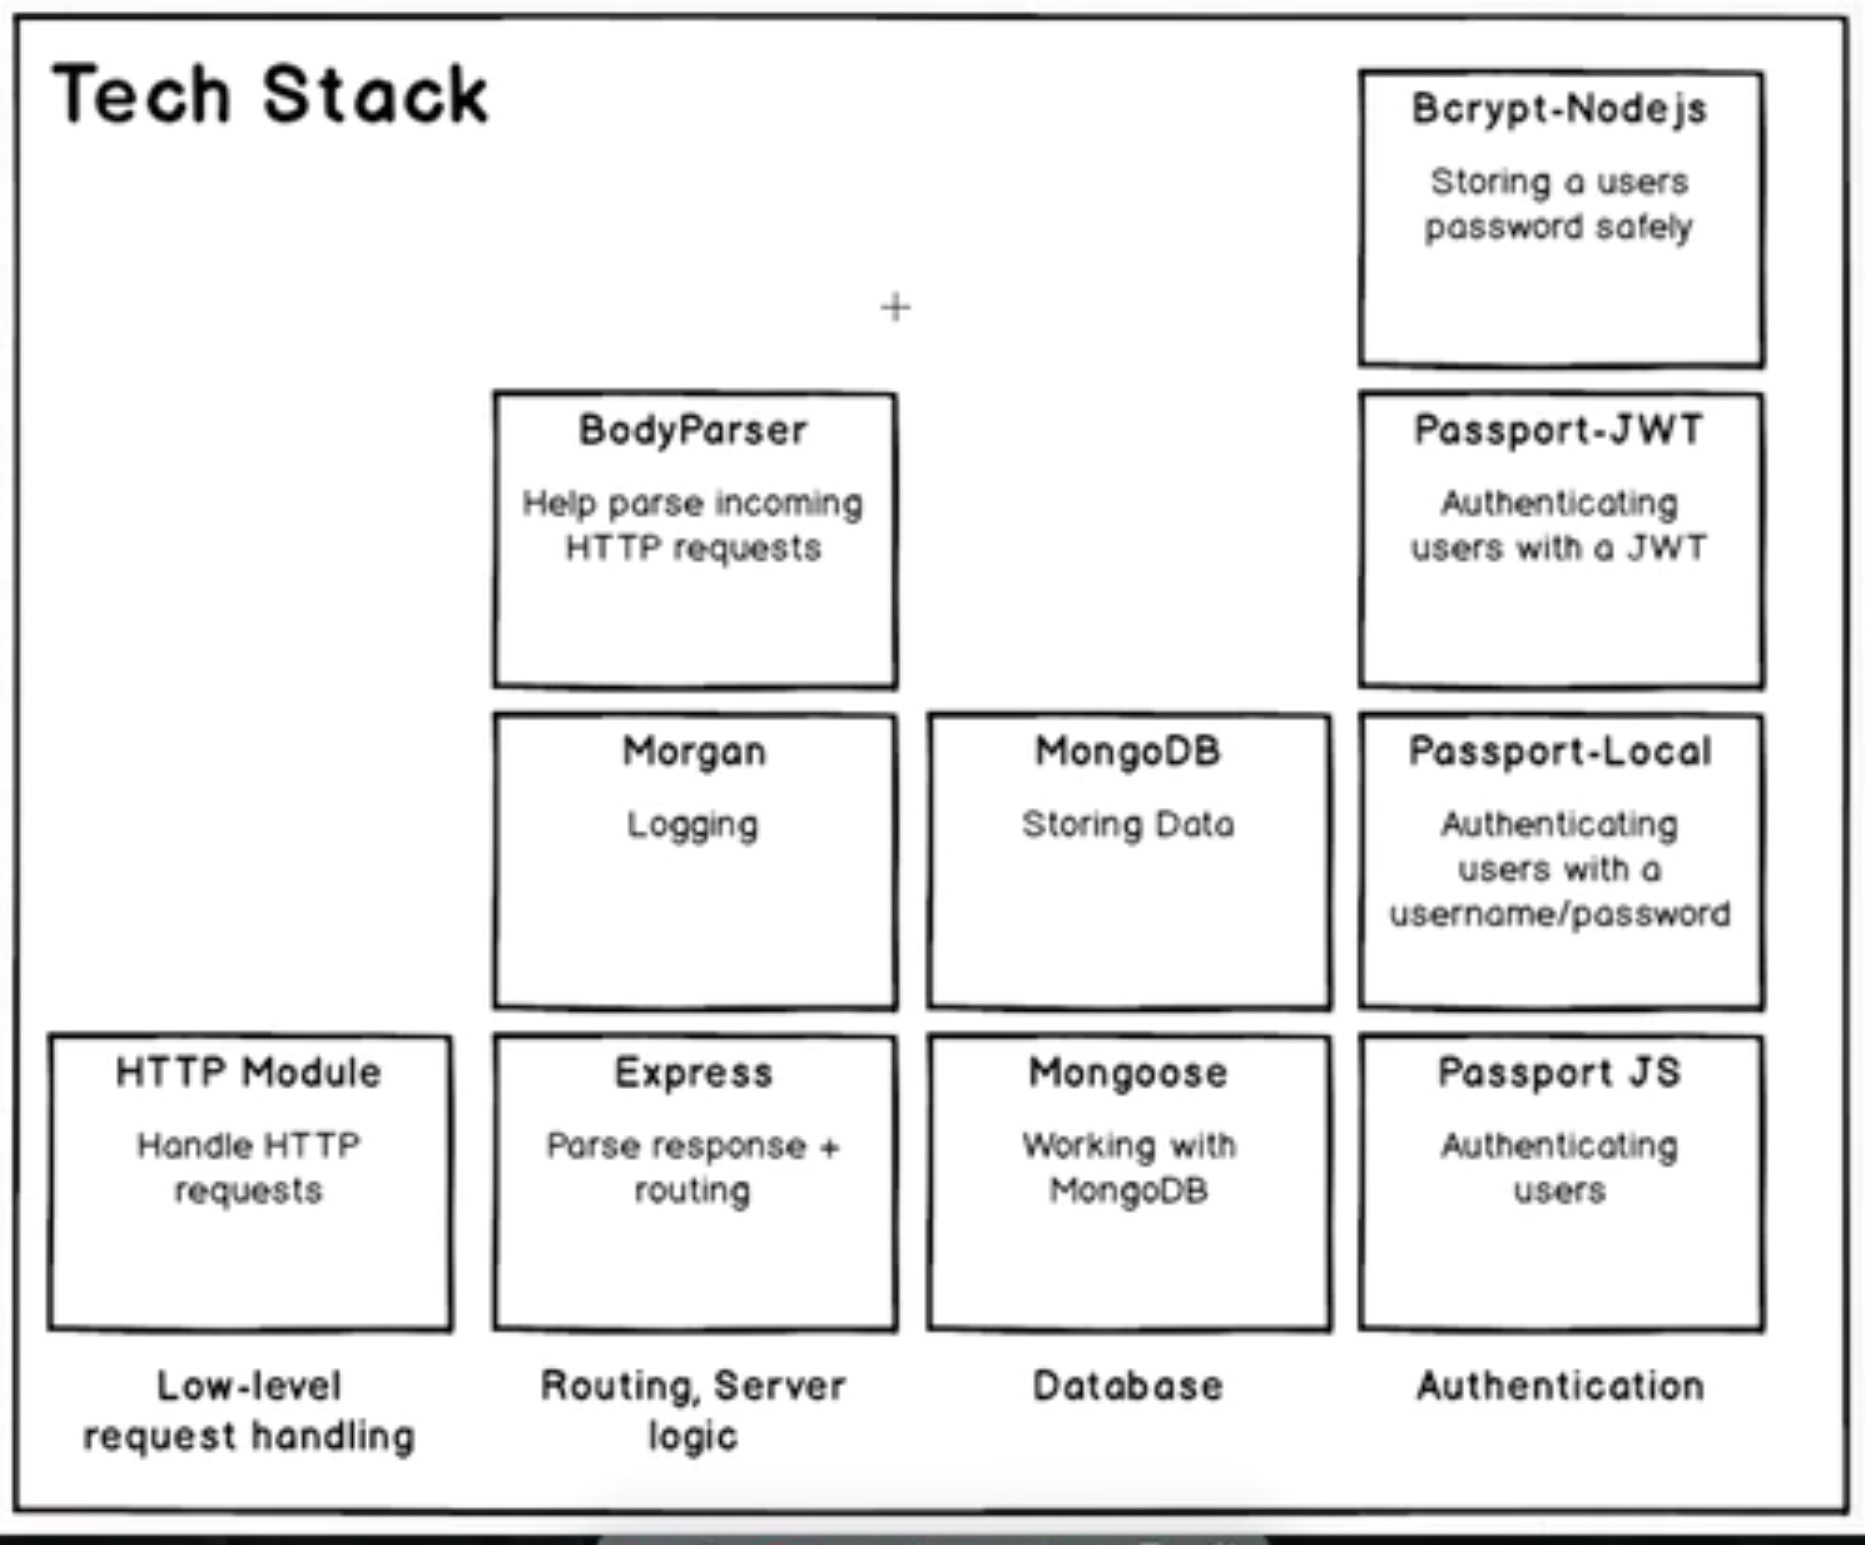 Tech Stack
Bcrypt-Nodejs
Storing a users
password safely
BodyParser
Help parse incoming
HTTP requests
Passport-JWT
Authenticating
users with a JWT
Morgan
Logging
MongoDB
Storing Data
Passport-Local
Authenticating
users with a
username/password
HTTP Module
Handle HTTP
requests
Express
Parse response +
routing
Mongoose
Working with
MongoDB
Passport JS
Authenticating
users
Low-level
request handling
Routing, Server
logic
Database
Authentication